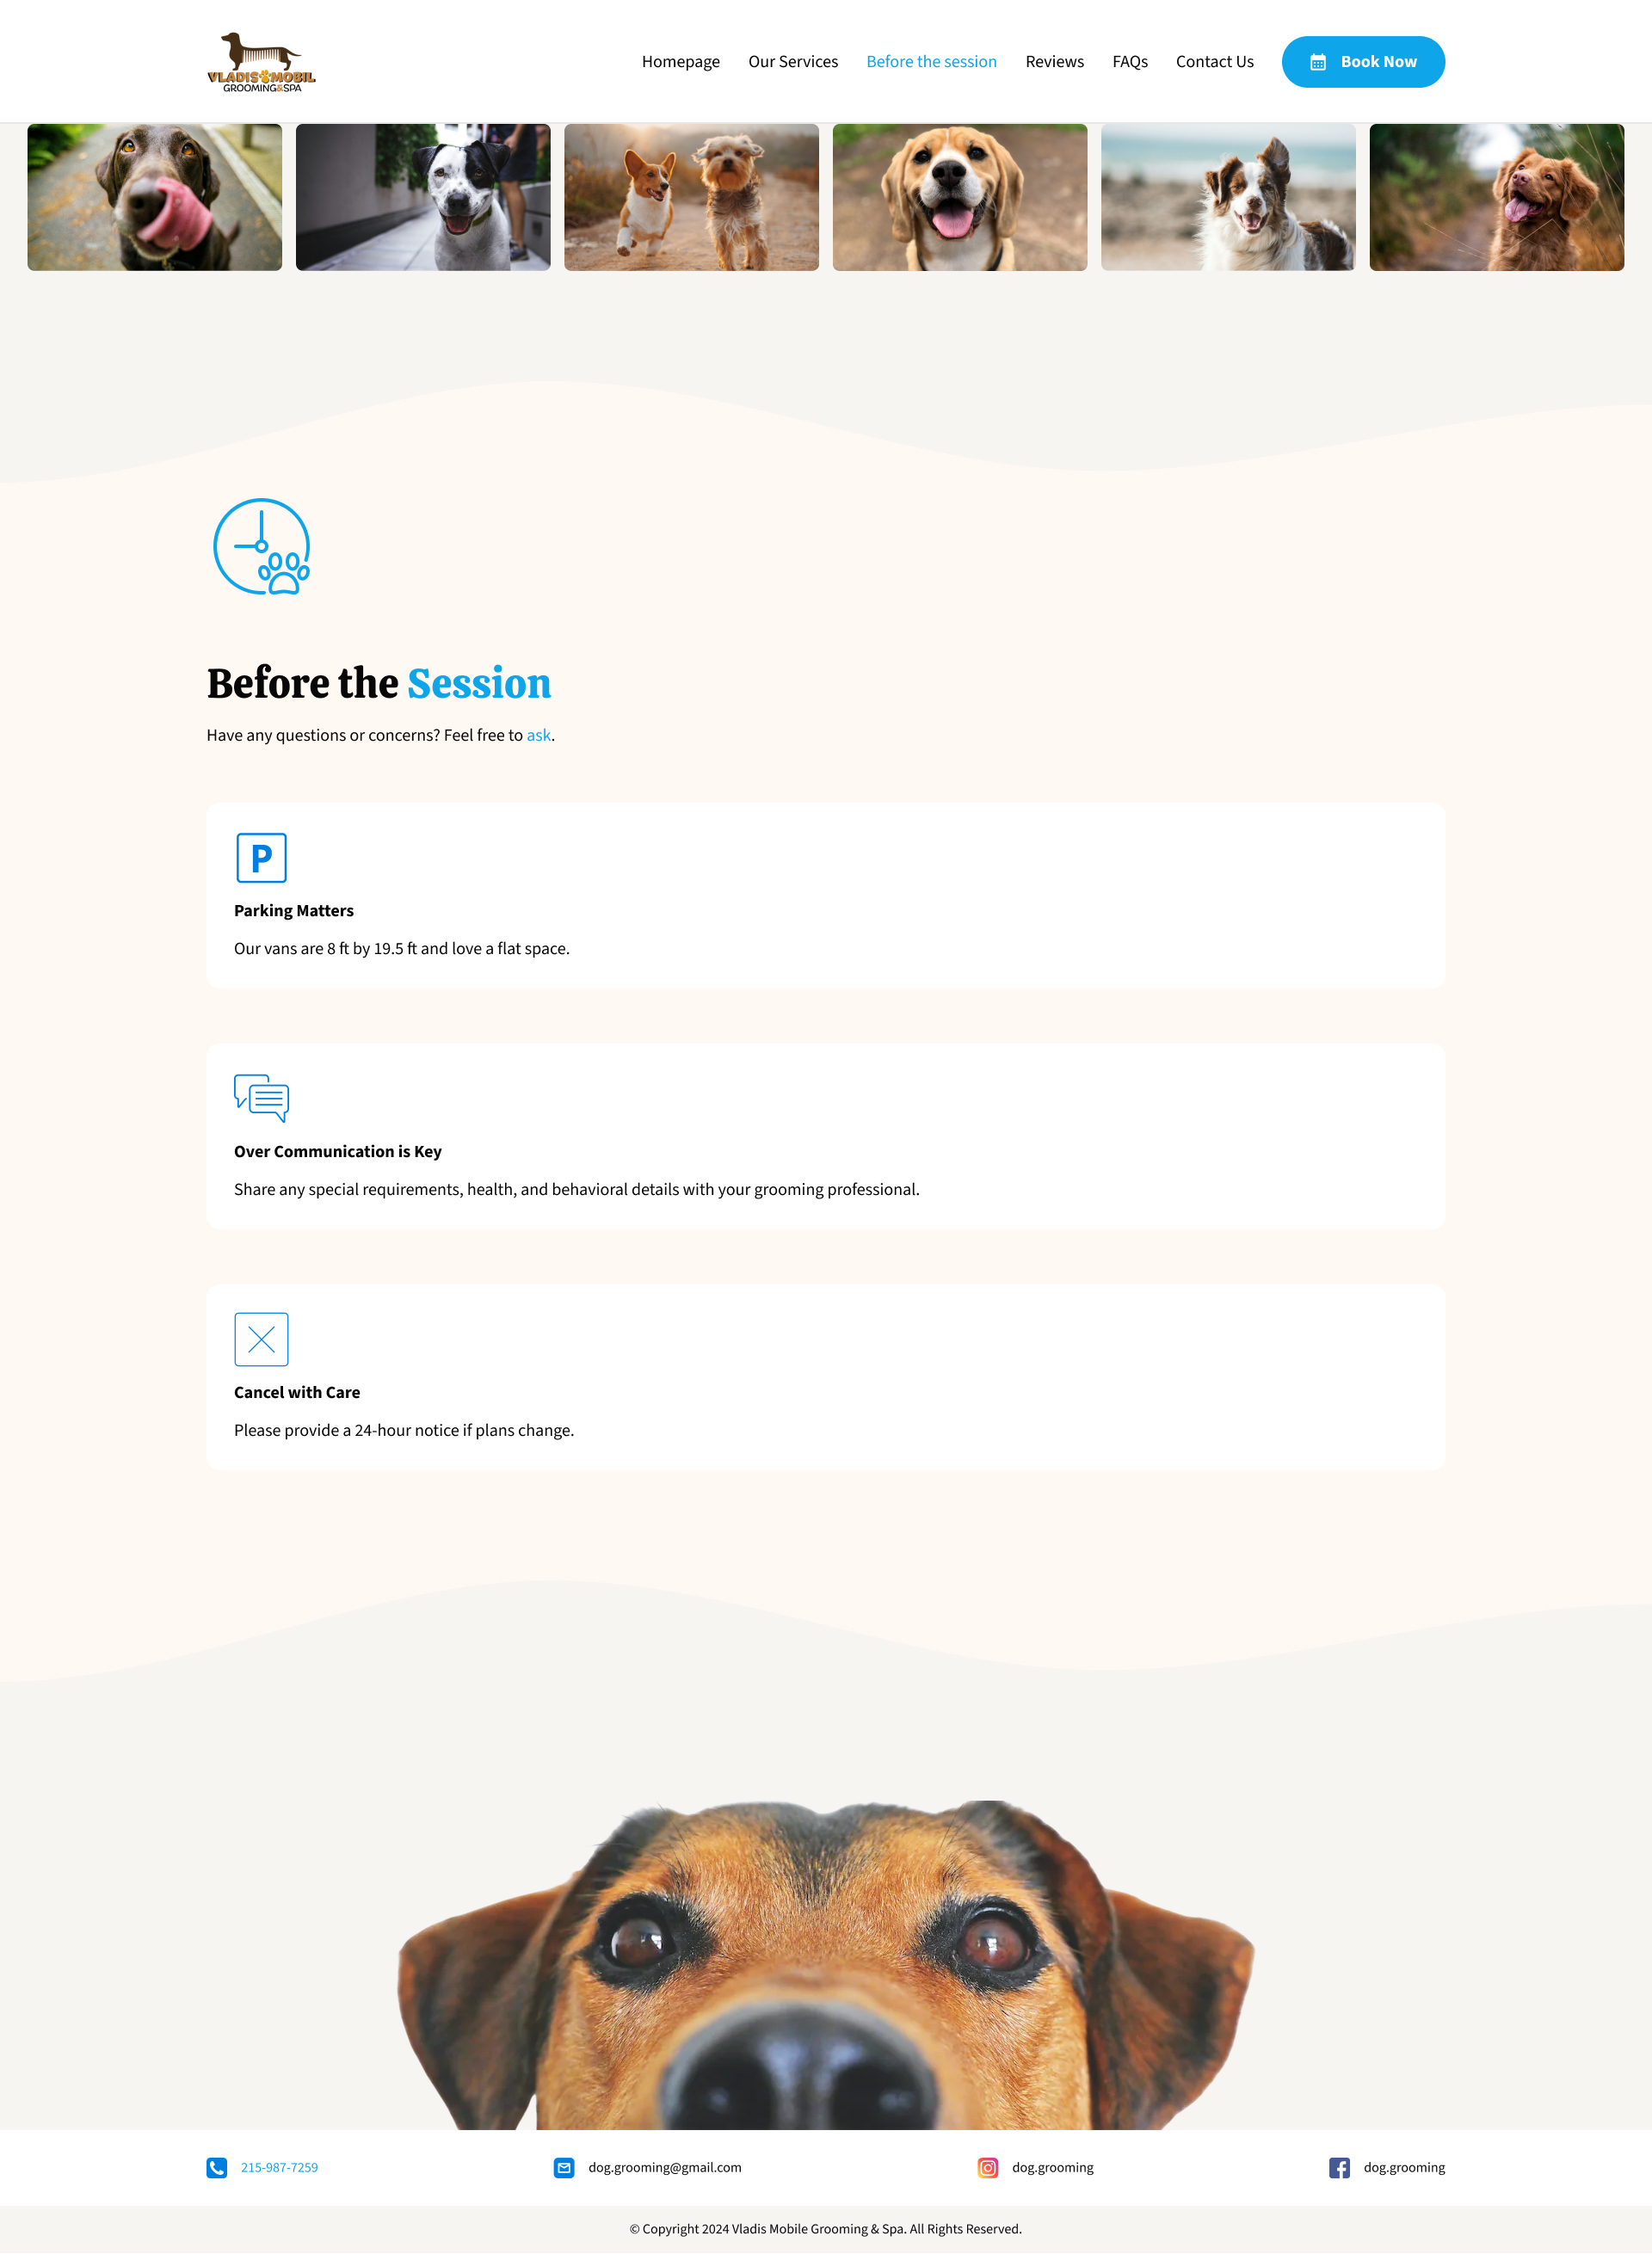 VLADIS MOBIL
GROOMING&SPA
Homepage
Our Services
Before the session
Reviews
FAQs
Contact Us
Book Now
Before the Session
Have any questions or concerns? Feel free to ask.
P
Parking Matters
Our vans are 8 ft by 19.5 ft and love a flat space.
Over Communication is Key
Share any special requirements, health, and behavioral details with your grooming professional.
Cancel with Care
Please provide a 24-hour notice if plans change.
215-987-7259
dog.grooming@gmail.com
dog.grooming
dog.grooming
© Copyright 2024 Vladis Mobile Grooming & Spa. All Rights Reserved.